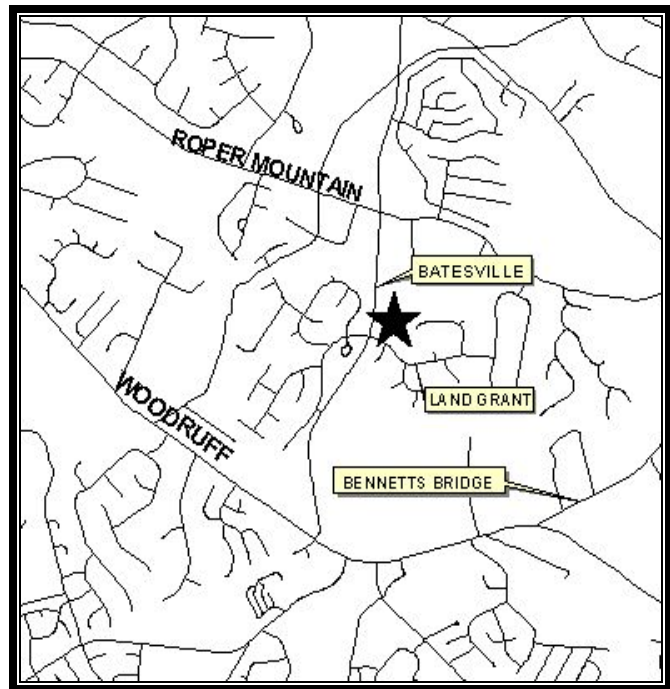 ROPER MOUNTAIN
BATESVILLE
LAND GRANT
WOODRUFF
BENNETTS BRIDGE